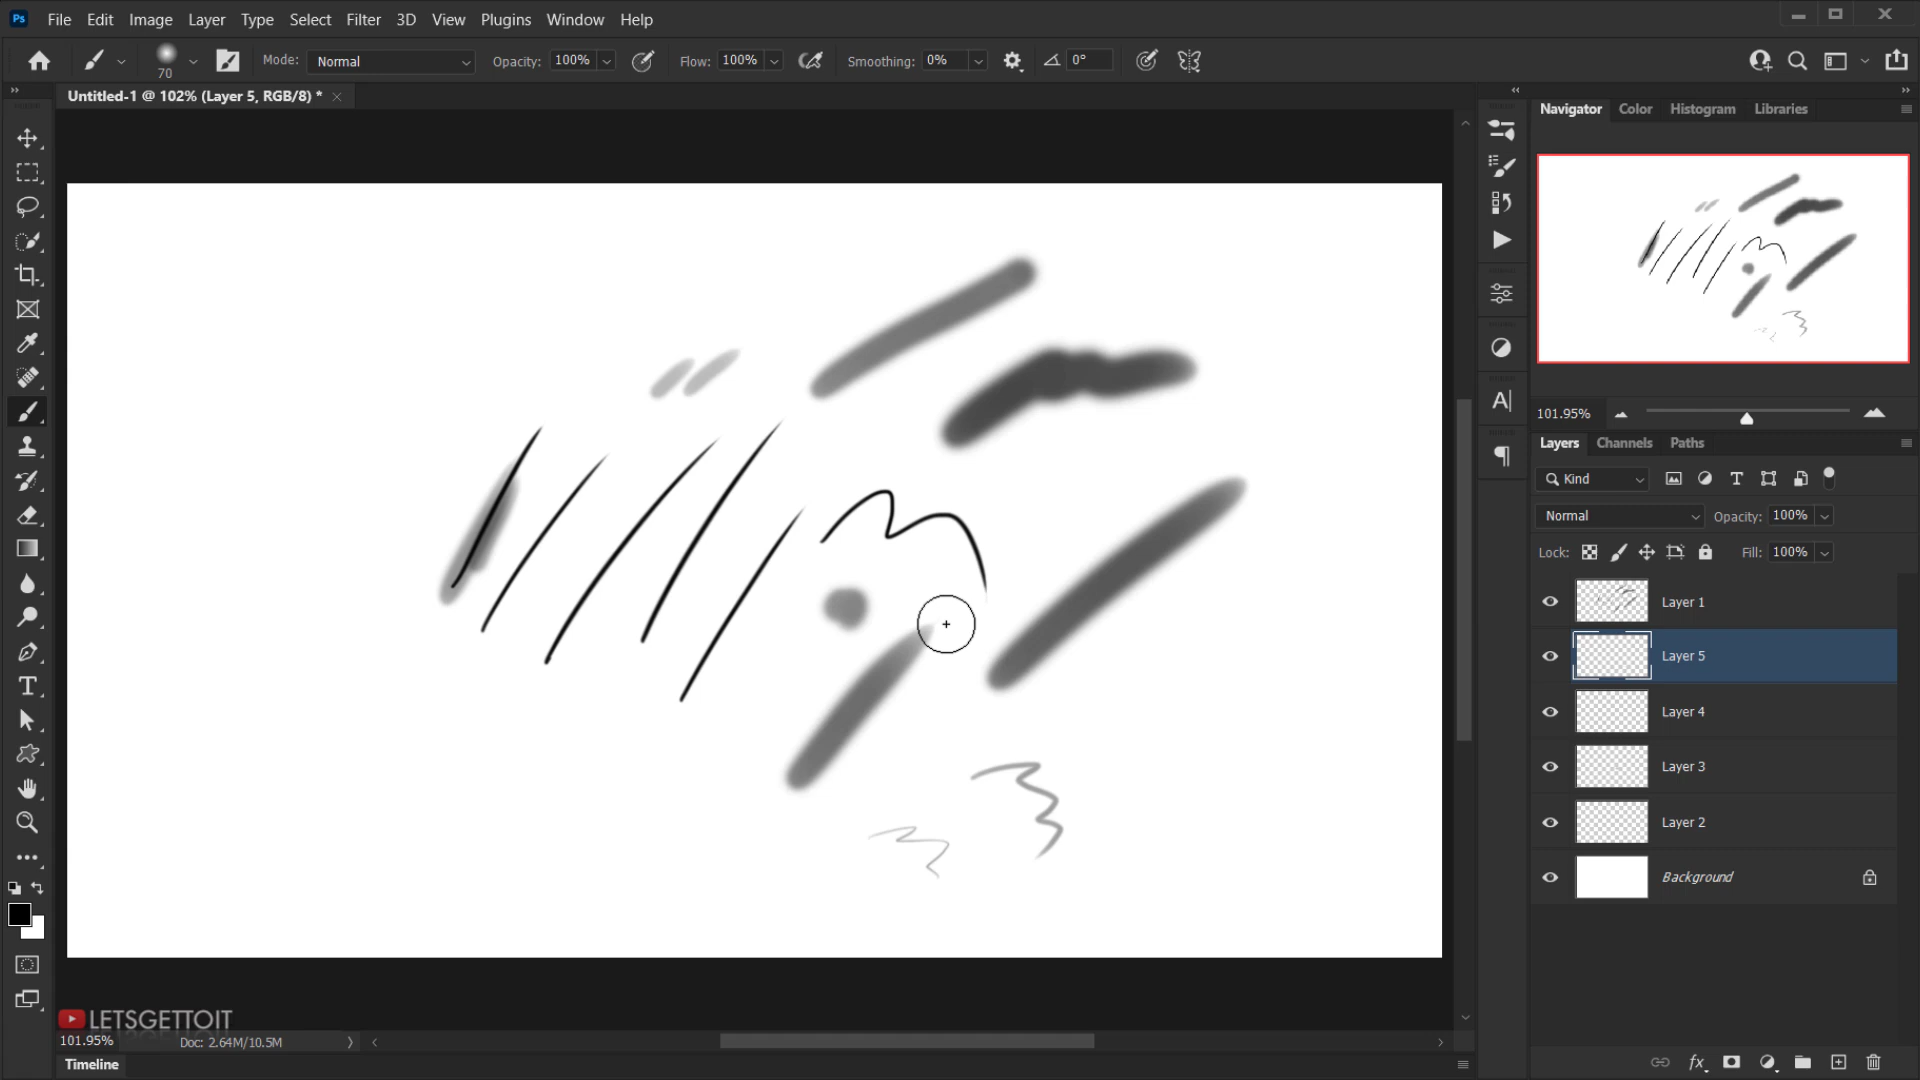 Ps File Edit Image Layer Type Select Filter 3D View Plugins Window Help
70 Mode: Normal Opacity: 100% Flow: 100% Smoothing: 0% 0°
Untitled-1 @ 102% (Layer 5, RGB/8) *
Navigator Color Histogram Libraries
101.95%
Layers Channels Paths
Kind
Normal Opacity: 100%
Lock: Fill: 100%
Layer 1
Layer 5
Layer 4
Layer 3
Layer 2
Background
LETSGETTOIT
101.95% Doc: 2.64M/10.5M
Timeline